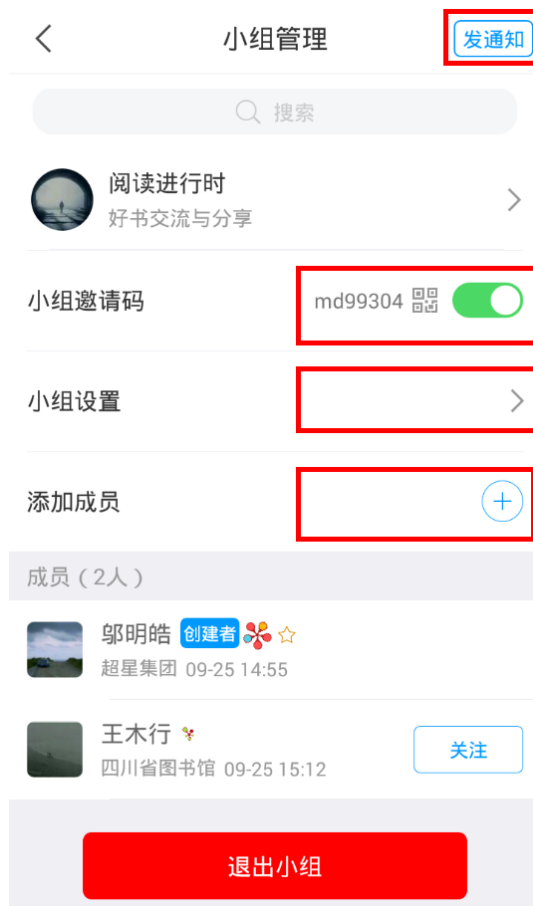 小组管理
发通知
搜索
阅读进行时
好书交流与分享
小组邀请码 md99304
小组设置
添加成员
成员（2人）
邬明皓 创建者
超星集团 09-25 14:55
王木行
四川省图书馆 09-25 15:12
关注
退出小组